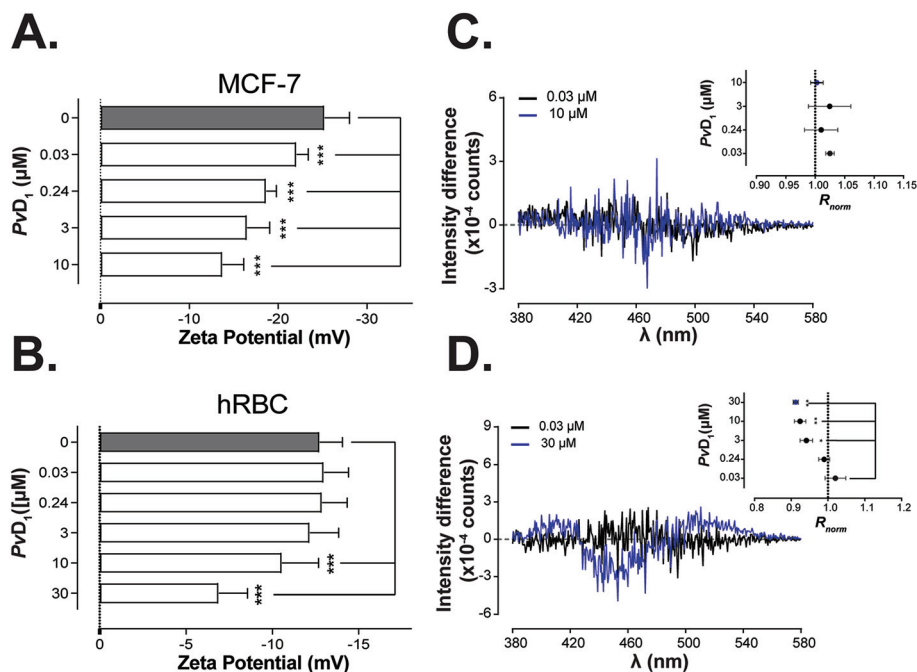 A.
MCF-7
PvD1 (µM)
0
0.03
0.24
3
10
***
***
***
***
0
-10
-20
-30
Zeta Potential (mV)
B.
hRBC
PvD1([µM)
0
0.03
0.24
3
10
30
***
***
0
-5
-10
-15
Zeta Potential (mV)
C.
Intensity difference
(x10-4 counts)
6
3
0
-3
0.03 µM
10 µM
380
420
460
500
540
580
λ (nm)
PvD1 (µM)
10
3
0.24
0.03
0.90
0.95
1.00
1.05
1.10
1.15
Rnorm
D.
Intensity difference
(x10-4 counts)
9
6
3
0
-3
-6
0.03 µM
30 µM
380
420
460
500
540
580
λ (nm)
PvD1(µM)
30
10
3
0.24
0.03
0.8
0.9
1.0
1.1
1.2
Rnorm